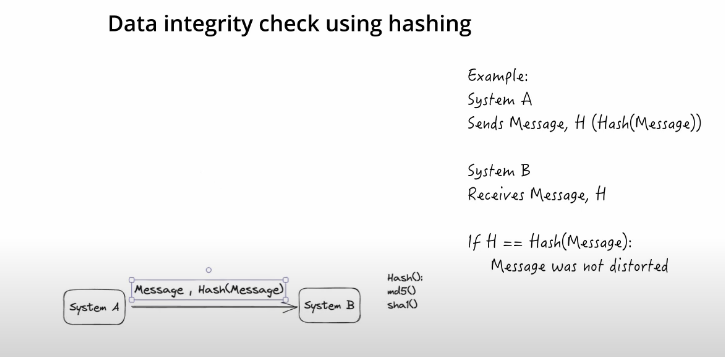 Data integrity check using hashing
Example:
System A
Sends Message, H (Hash(Message))
System B
Receives Message, H
If H == Hash(Message):
Message was not distorted
Message , Hash(Message)
System A
System B
Hash():
md5()
sha1()